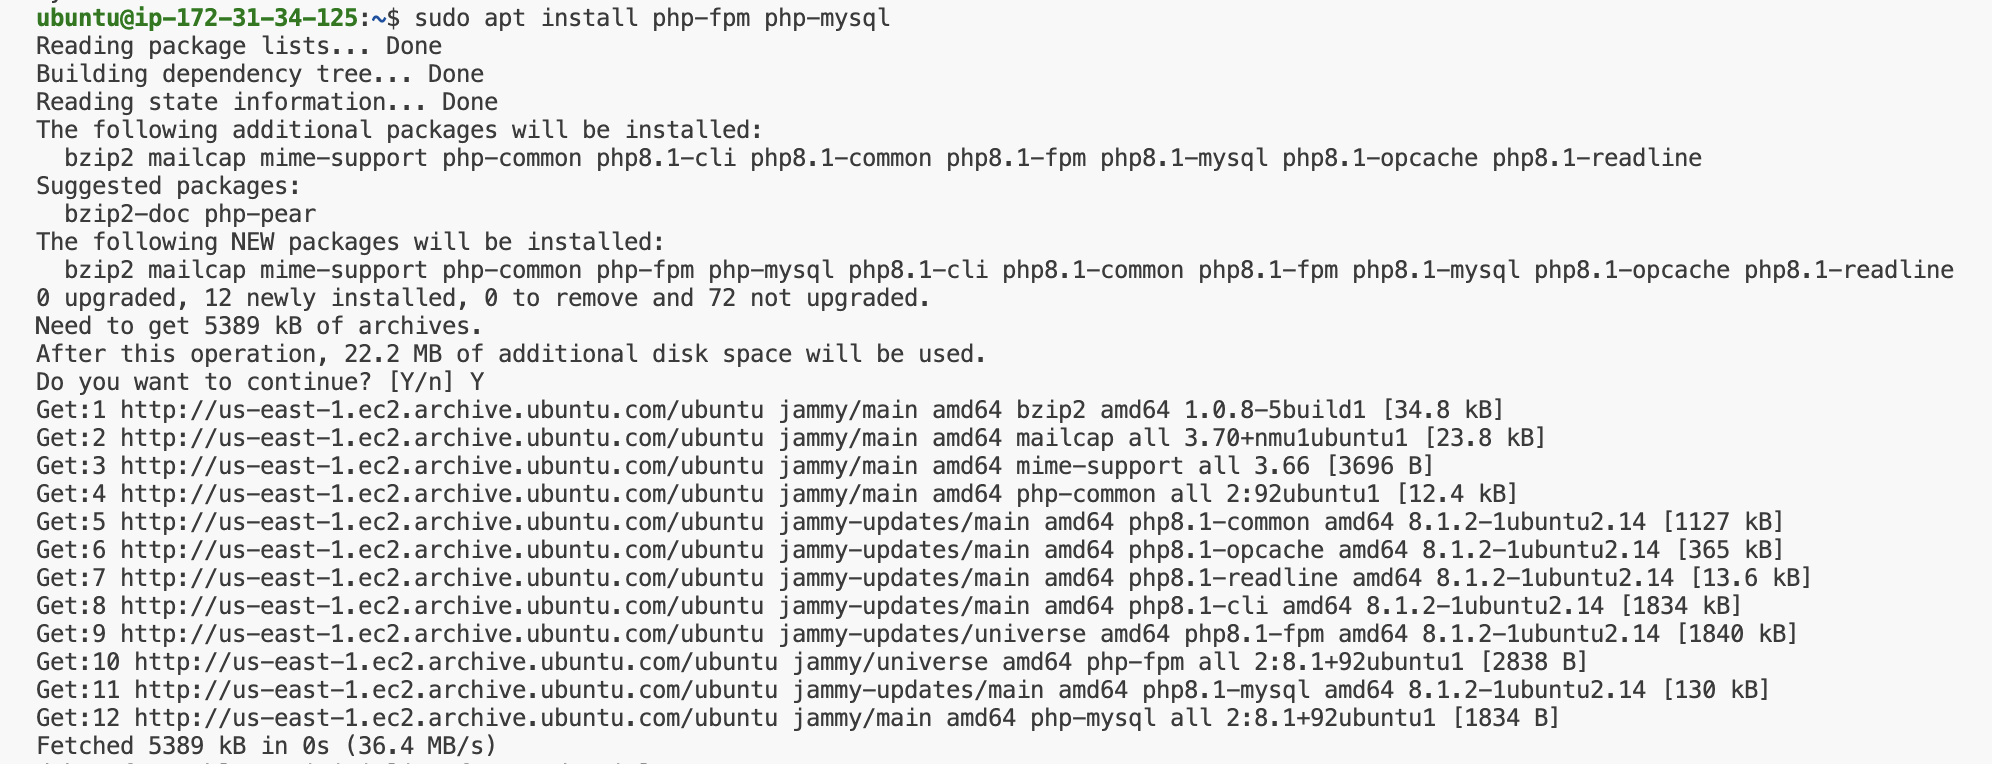 ubuntu@ip-172-31-34-125:~$ sudo apt install php-fpm php-mysql
Reading package lists... Done
Building dependency tree... Done
Reading state information... Done
The following additional packages will be installed:
  bzip2 mailcap mime-support php-common php8.1-cli php8.1-common php8.1-fpm php8.1-mysql php8.1-opcache php8.1-readline
Suggested packages:
  bzip2-doc php-pear
The following NEW packages will be installed:
  bzip2 mailcap mime-support php-common php-fpm php-mysql php8.1-cli php8.1-common php8.1-fpm php8.1-mysql php8.1-opcache php8.1-readline
0 upgraded, 12 newly installed, 0 to remove and 72 not upgraded.
Need to get 5389 kB of archives.
After this operation, 22.2 MB of additional disk space will be used.
Do you want to continue? [Y/n] Y
Get:1 http://us-east-1.ec2.archive.ubuntu.com/ubuntu jammy/main amd64 bzip2 amd64 1.0.8-5build1 [34.8 kB]
Get:2 http://us-east-1.ec2.archive.ubuntu.com/ubuntu jammy/main amd64 mailcap all 3.70+nmu1ubuntu1 [23.8 kB]
Get:3 http://us-east-1.ec2.archive.ubuntu.com/ubuntu jammy/main amd64 mime-support all 3.66 [3696 B]
Get:4 http://us-east-1.ec2.archive.ubuntu.com/ubuntu jammy/main amd64 php-common all 2:92ubuntu1 [12.4 kB]
Get:5 http://us-east-1.ec2.archive.ubuntu.com/ubuntu jammy-updates/main amd64 php8.1-common amd64 8.1.2-1ubuntu2.14 [1127 kB]
Get:6 http://us-east-1.ec2.archive.ubuntu.com/ubuntu jammy-updates/main amd64 php8.1-opcache amd64 8.1.2-1ubuntu2.14 [365 kB]
Get:7 http://us-east-1.ec2.archive.ubuntu.com/ubuntu jammy-updates/main amd64 php8.1-readline amd64 8.1.2-1ubuntu2.14 [13.6 kB]
Get:8 http://us-east-1.ec2.archive.ubuntu.com/ubuntu jammy-updates/main amd64 php8.1-cli amd64 8.1.2-1ubuntu2.14 [1834 kB]
Get:9 http://us-east-1.ec2.archive.ubuntu.com/ubuntu jammy-updates/universe amd64 php8.1-fpm amd64 8.1.2-1ubuntu2.14 [1840 kB]
Get:10 http://us-east-1.ec2.archive.ubuntu.com/ubuntu jammy/universe amd64 php-fpm all 2:8.1+92ubuntu1 [2838 B]
Get:11 http://us-east-1.ec2.archive.ubuntu.com/ubuntu jammy-updates/main amd64 php8.1-mysql amd64 8.1.2-1ubuntu2.14 [130 kB]
Get:12 http://us-east-1.ec2.archive.ubuntu.com/ubuntu jammy/main amd64 php-mysql all 2:8.1+92ubuntu1 [1834 B]
Fetched 5389 kB in 0s (36.4 MB/s)